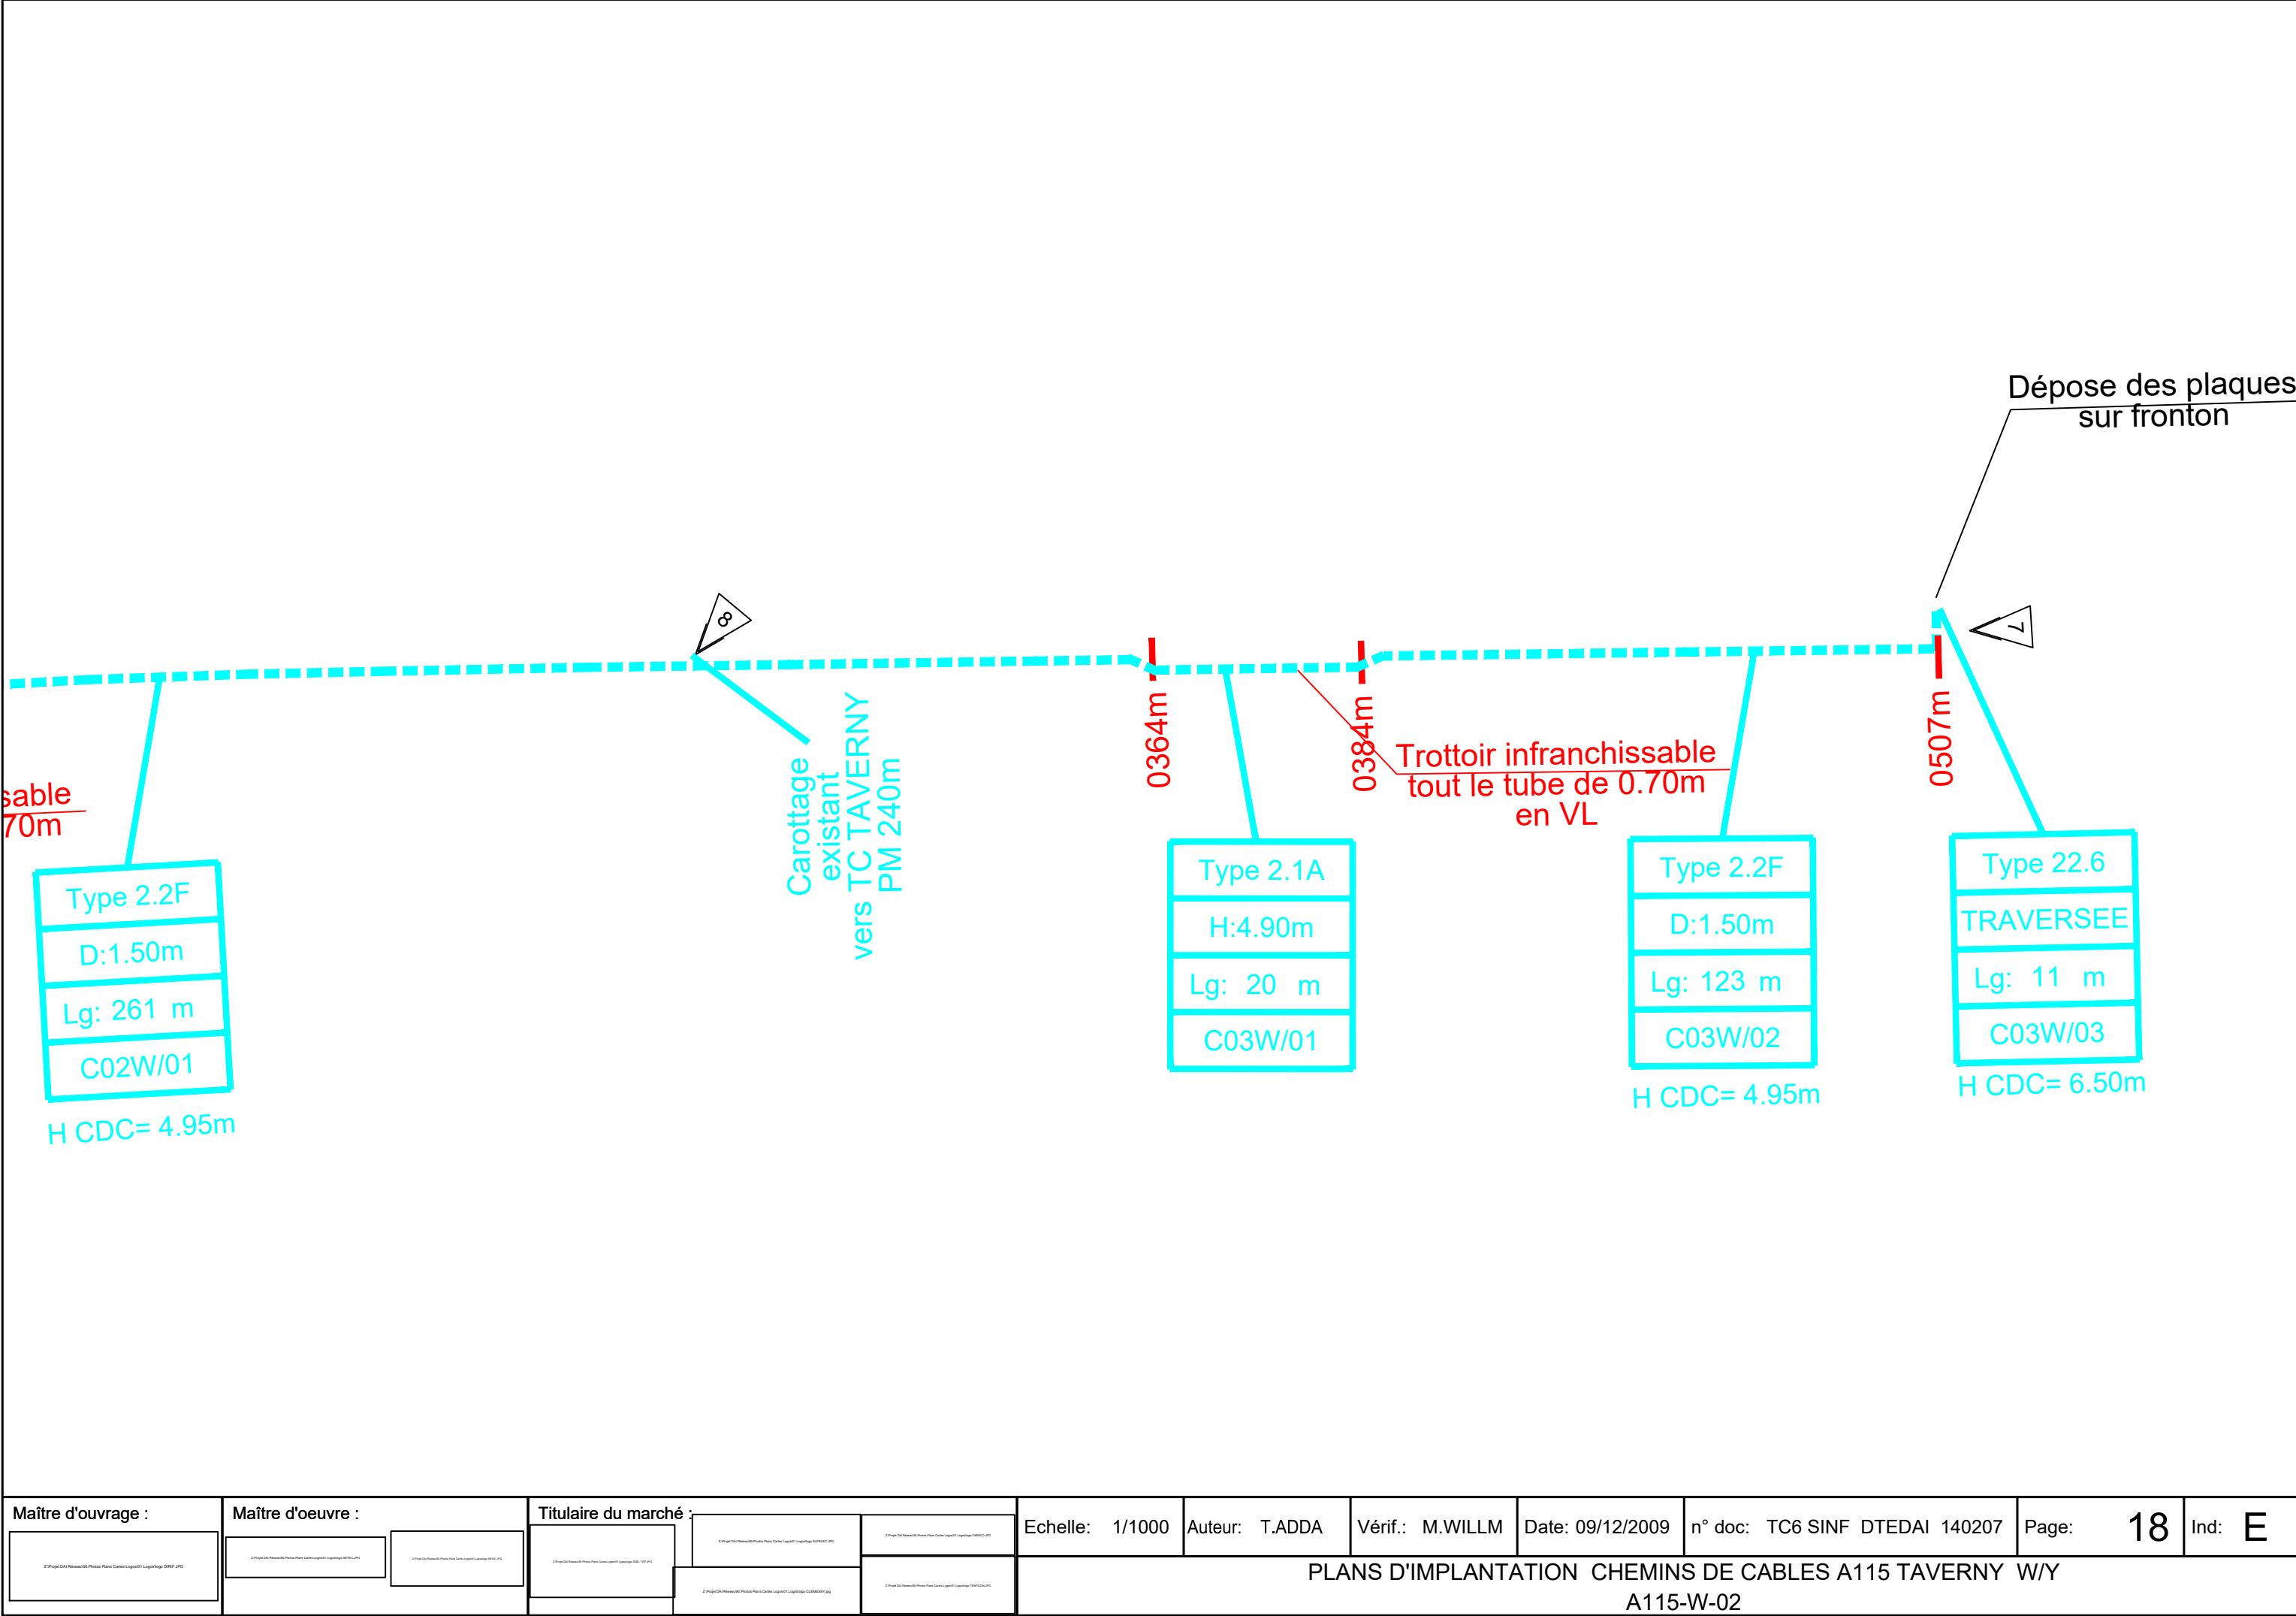 Dépose des plaques
sur fronton
8
7
0364m
0384m
0507m
Trottoir infranchissable
tout le tube de 0.70m
en VL
sable
70m
Carottage
existant
vers TC TAVERNY
PM 240m
Type 2.2F
D:1.50m
Lg: 261 m
C02W/01
H CDC= 4.95m
Type 2.1A
H:4.90m
Lg: 20 m
C03W/01
Type 2.2F
D:1.50m
Lg: 123 m
C03W/02
H CDC= 4.95m
Type 22.6
TRAVERSEE
Lg: 11 m
C03W/03
H CDC= 6.50m
Maître d'ouvrage :
Maître d'oeuvre :
Titulaire du marché :
Echelle: 1/1000
Auteur: T.ADDA
Vérif.: M.WILLM
Date: 09/12/2009
n° doc: TC6 SINF DTEDAI 140207
Page: 18
Ind: E
PLANS D'IMPLANTATION CHEMINS DE CABLES A115 TAVERNY W/Y
A115-W-02